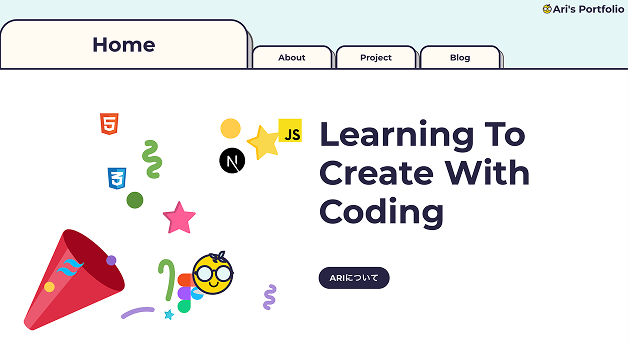 Ari's Portfolio
Home
About
Project
Blog
5
JS
3
N
Learning To
Create With
Coding
ARIについて